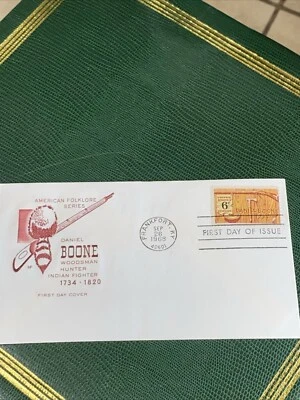 AMERICAN FOLKLORE
SERIES
DANIEL
BOONE
WOODSMAN
HUNTER
INDIAN FIGHTER
1734 - 1820
FIRST DAY COVER
FRANKFORT, KY.
SEP
26
1968
40601
6¢
FIRST DAY OF ISSUE